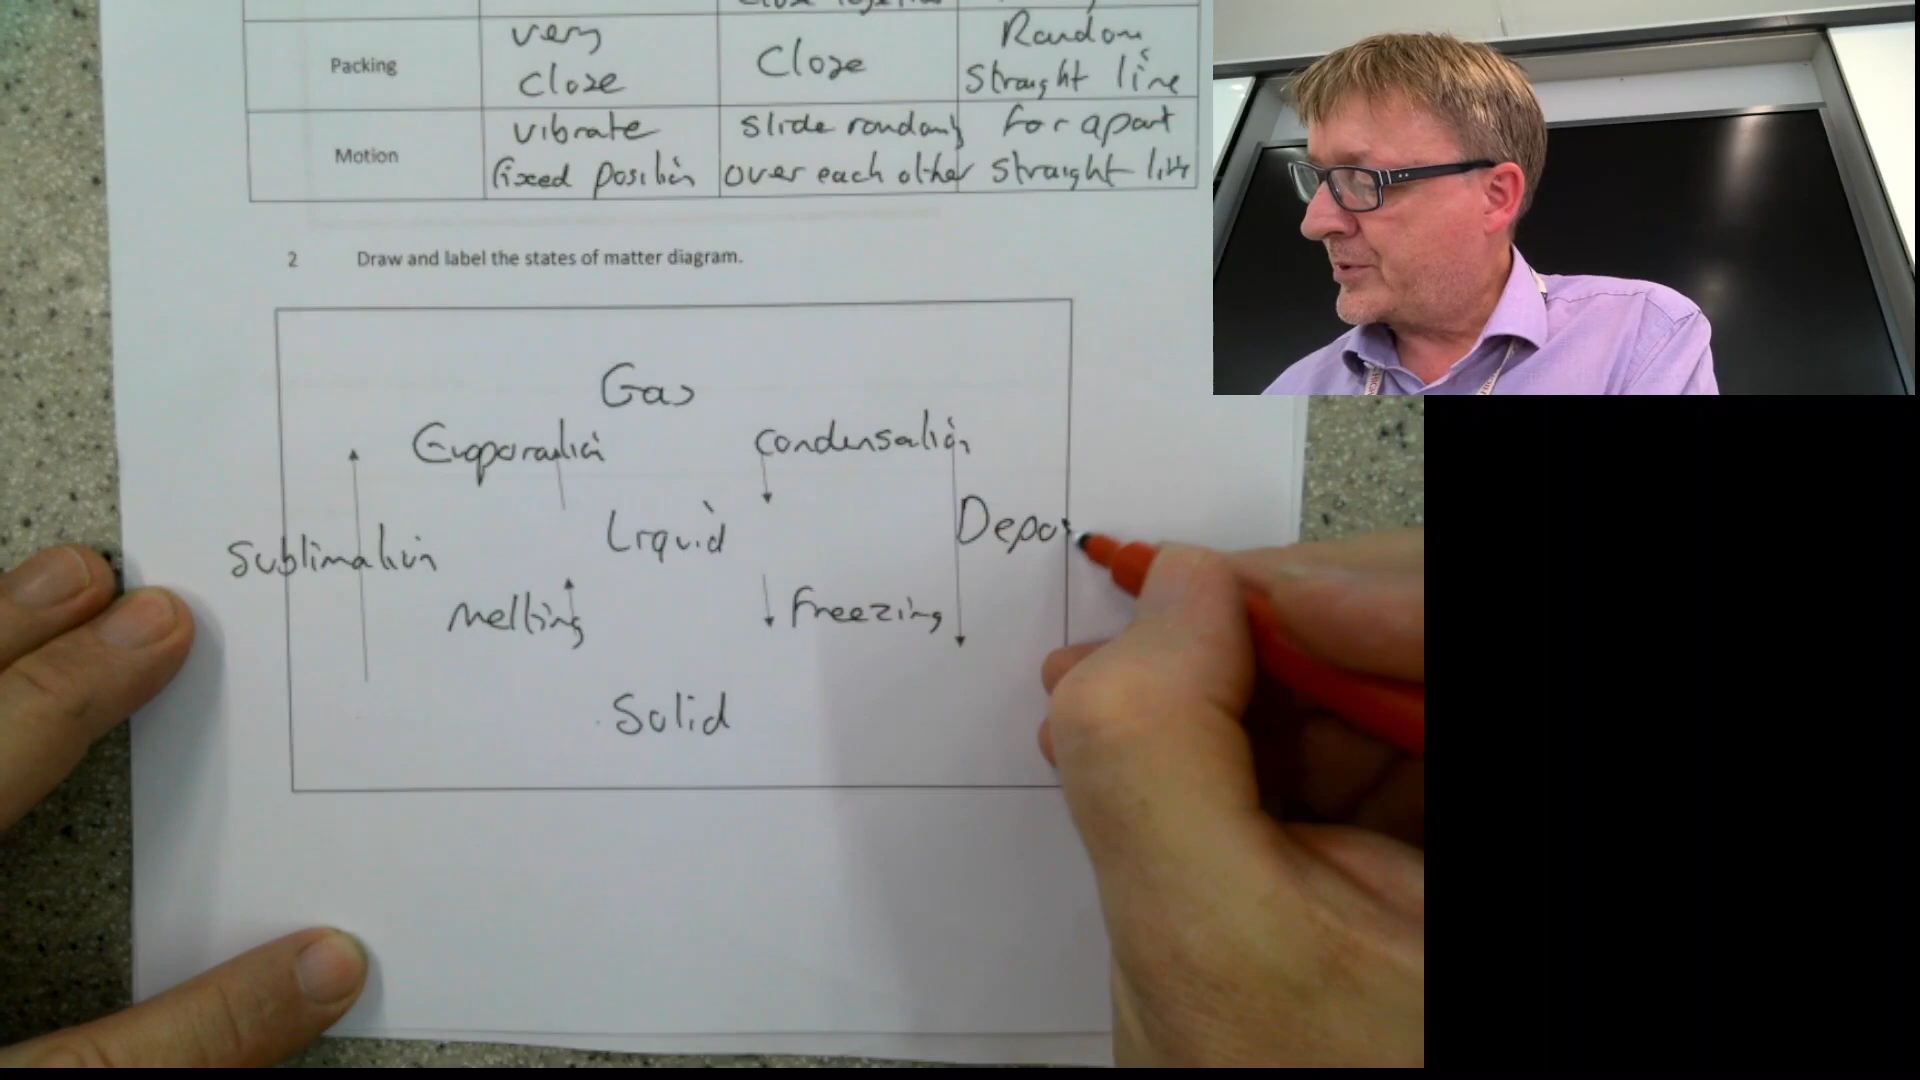 Packing very close Close Random straight line
Motion vibrate fixed position slide randomly over each other far apart straight line
2 Draw and label the states of matter diagram.
Gas
Evaporation condensation
Sublimation Liquid Depos
melting Freezing
Solid